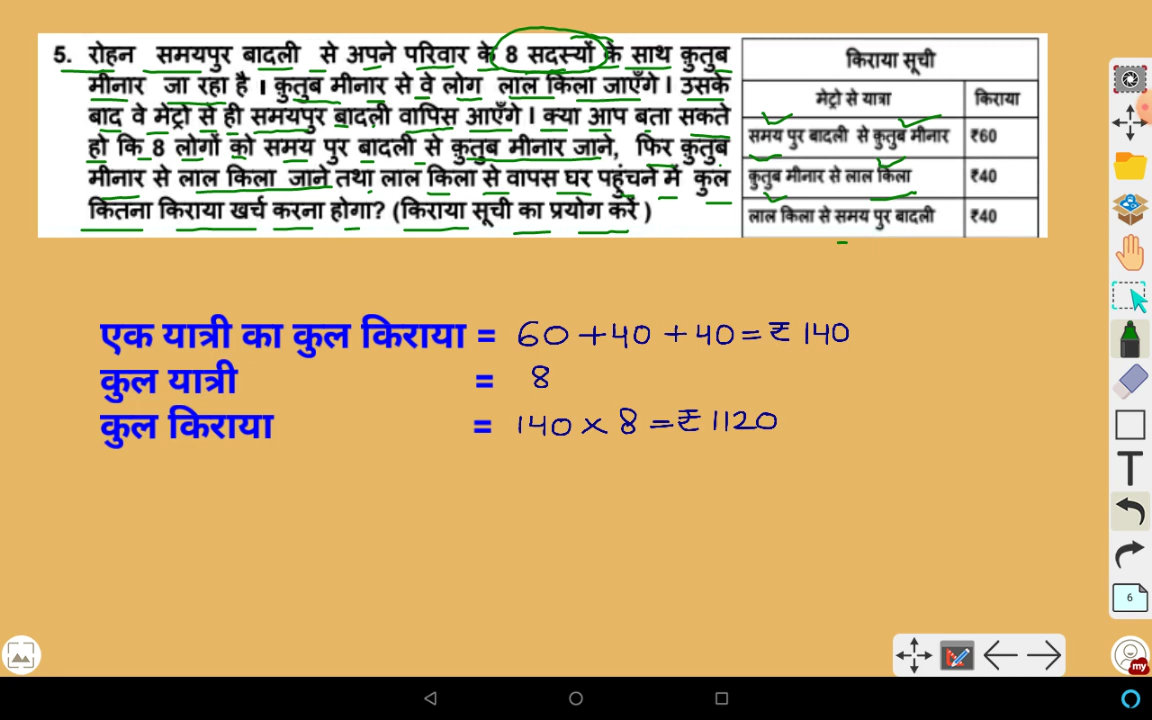 5. रोहन समयपुर बादली से अपने परिवार के 8 सदस्यों के साथ क़ुतुब
मीनार जा रहा है । क़ुतुब मीनार से वे लोग लाल किला जाएँगे । उसके
बाद वे मेट्रो से ही समयपुर बादली वापिस आएँगे । क्या आप बता सकते
हो कि 8 लोगों को समय पुर बादली से क़ुतुब मीनार जाने, फिर क़ुतुब
मीनार से लाल किला जाने तथा लाल किला से वापस घर पहुंचने में कुल
कितना किराया खर्च करना होगा? (किराया सूची का प्रयोग करें )
किराया सूची
मेट्रो से यात्रा किराया
समय पुर बादली से क़ुतुब मीनार ₹60
क़ुतुब मीनार से लाल किला ₹40
लाल किला से समय पुर बादली ₹40
एक यात्री का कुल किराया = 60 + 40 + 40 = ₹ 140
कुल यात्री = 8
कुल किराया = 140 × 8 = ₹ 1120
T
6
my